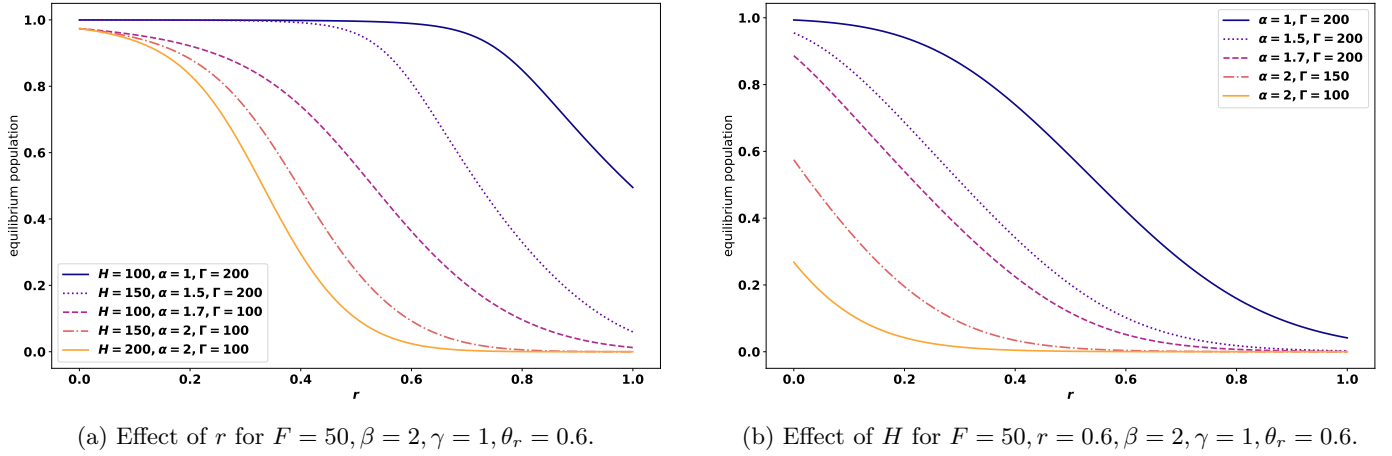 1.0
0.8
0.6
0.4
0.2
0.0
equilibrium population
H = 100, α = 1, Γ = 200
H = 150, α = 1.5, Γ = 200
H = 100, α = 1.7, Γ = 100
H = 150, α = 2, Γ = 100
H = 200, α = 2, Γ = 100
0.0 0.2 0.4 0.6 0.8 1.0
r
(a) Effect of r for F = 50, β = 2, γ = 1, θ_r = 0.6.
1.0
0.8
0.6
0.4
0.2
0.0
equilibrium population
α = 1, Γ = 200
α = 1.5, Γ = 200
α = 1.7, Γ = 200
α = 2, Γ = 150
α = 2, Γ = 100
0.0 0.2 0.4 0.6 0.8 1.0
r
(b) Effect of H for F = 50, r = 0.6, β = 2, γ = 1, θ_r = 0.6.